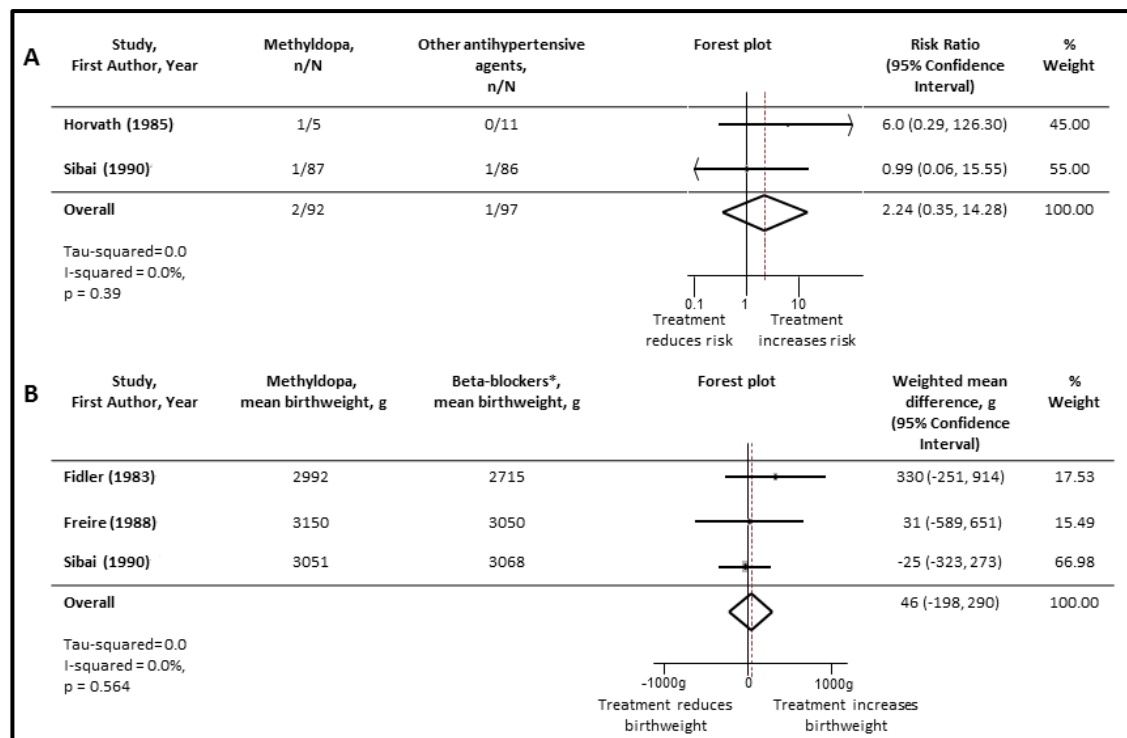 A
Study,
First Author, Year
Methyldopa,
n/N
Other antihypertensive
agents,
n/N
Forest plot
Risk Ratio
(95% Confidence
Interval)
%
Weight
Horvath (1985) 1/5 0/11 6.0 (0.29, 126.30) 45.00
Sibai (1990) 1/87 1/86 0.99 (0.06, 15.55) 55.00
Overall 2/92 1/97 2.24 (0.35, 14.28) 100.00
Tau-squared=0.0
I-squared = 0.0%,
p = 0.39
0.1 1 10
Treatment
reduces risk
Treatment
increases risk
B
Study,
First Author, Year
Methyldopa,
mean birthweight, g
Beta-blockers*,
mean birthweight, g
Forest plot
Weighted mean
difference, g
(95% Confidence
Interval)
%
Weight
Fidler (1983) 2992 2715 330 (-251, 914) 17.53
Freire (1988) 3150 3050 31 (-589, 651) 15.49
Sibai (1990) 3051 3068 -25 (-323, 273) 66.98
Overall 46 (-198, 290) 100.00
Tau-squared=0.0
I-squared = 0.0%,
p = 0.564
-1000g 0 1000g
Treatment reduces
birthweight
Treatment increases
birthweight